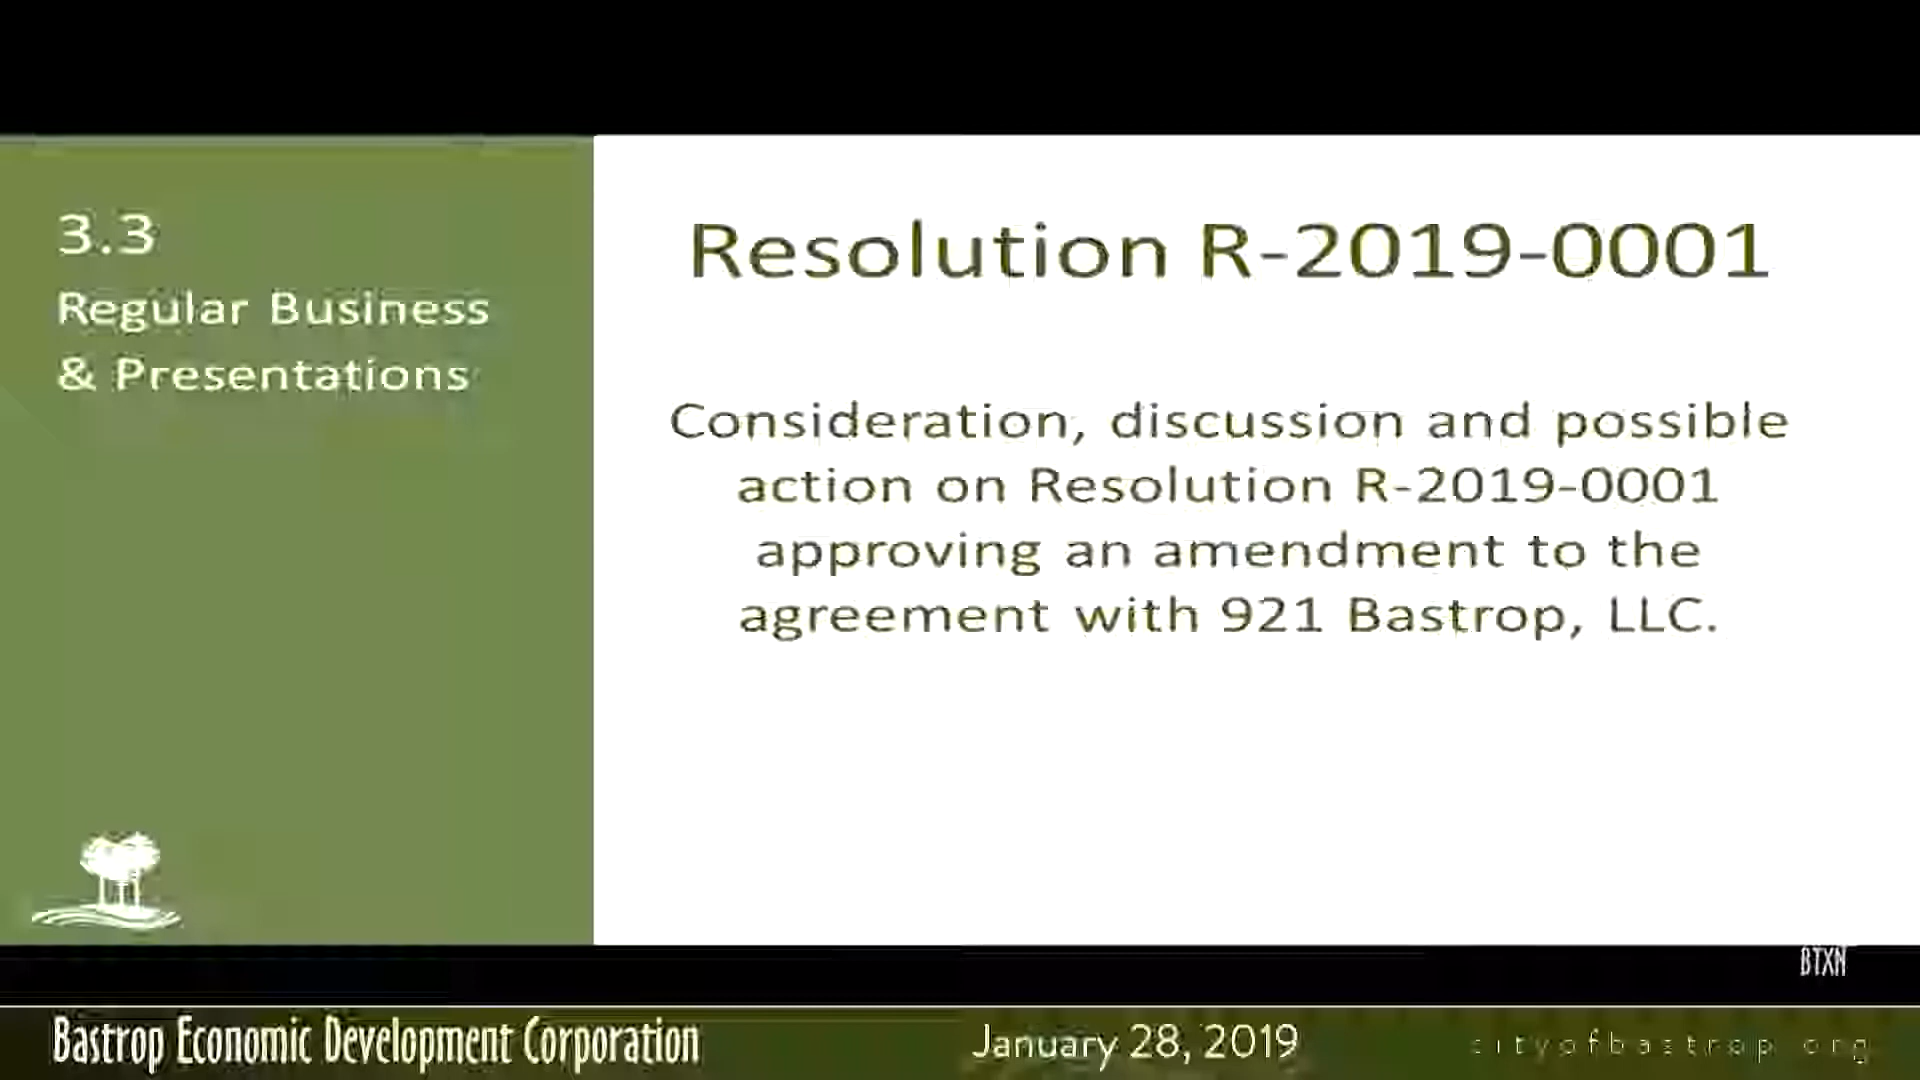 3.3
Regular Business
& Presentations
Resolution R-2019-0001
Consideration, discussion and possible
action on Resolution R-2019-0001
approving an amendment to the
agreement with 921 Bastrop, LLC.
BTXN
Bastrop Economic Development Corporation
January 28, 2019
cityofbastrop.org